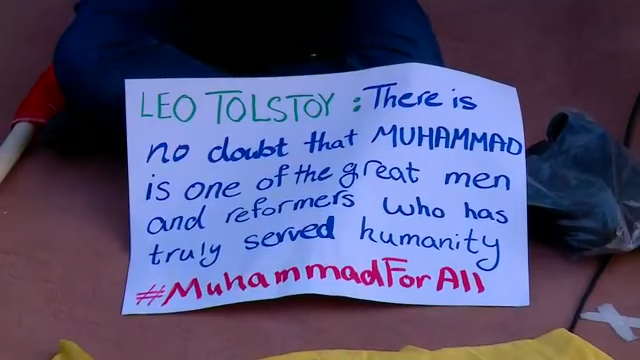 LEO TOLSTOY : There is
no doubt that MUHAMMAD
is one of the great men
and reformers who has
truly served humanity
#MuhammadForAll